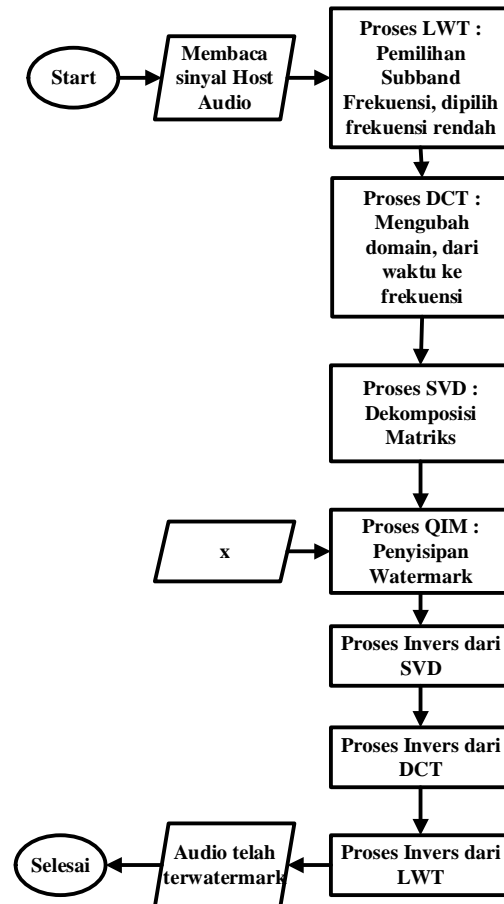 Start
Membaca
sinyal Host
Audio
Proses LWT :
Pemilihan
Subband
Frekuensi, dipilih
frekuensi rendah
Proses DCT :
Mengubah
domain, dari
waktu ke
frekuensi
Proses SVD :
Dekomposisi
Matriks
x
Proses QIM :
Penyisipan
Watermark
Proses Invers dari
SVD
Proses Invers dari
DCT
Proses Invers dari
LWT
Audio telah
terwatermark
Selesai